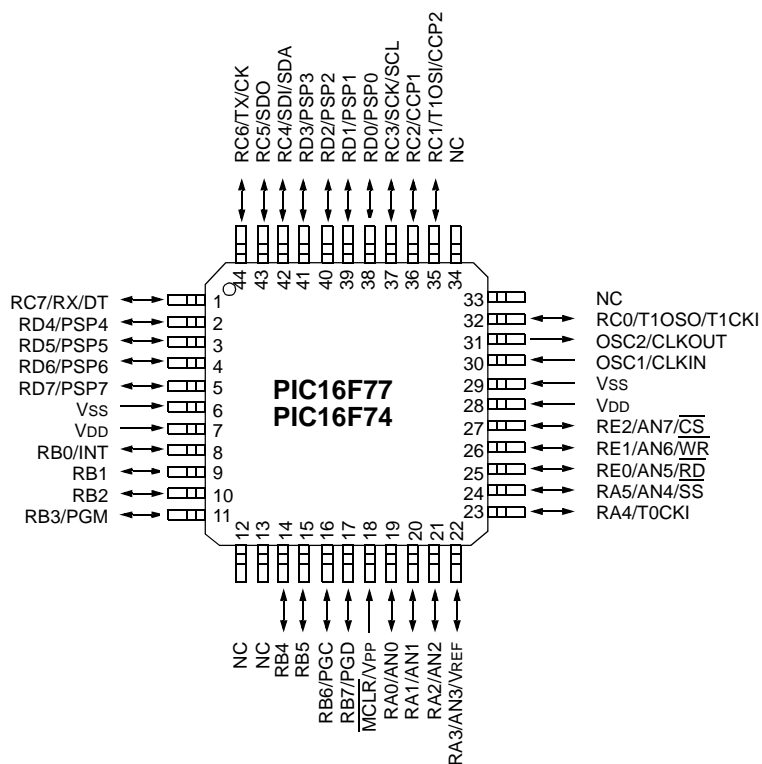 RC6/TX/CK
RC5/SDO
RC4/SDI/SDA
RD3/PSP3
RD2/PSP2
RD1/PSP1
RD0/PSP0
RC3/SCK/SCL
RC2/CCP1
RC1/T1OSI/CCP2
NC
44
43
42
41
40
39
38
37
36
35
34
RC7/RX/DT 1
RD4/PSP4 2
RD5/PSP5 3
RD6/PSP6 4
RD7/PSP7 5
VSS 6
VDD 7
RB0/INT 8
RB1 9
RB2 10
RB3/PGM 11
PIC16F77
PIC16F74
33 NC
32 RC0/T1OSO/T1CKI
31 OSC2/CLKOUT
30 OSC1/CLKIN
29 VSS
28 VDD
27 RE2/AN7/CS
26 RE1/AN6/WR
25 RE0/AN5/RD
24 RA5/AN4/SS
23 RA4/T0CKI
12
13
14
15
16
17
18
19
20
21
22
NC
NC
RB4
RB5
RB6/PGC
RB7/PGD
MCLR/VPP
RA0/AN0
RA1/AN1
RA2/AN2
RA3/AN3/VREF